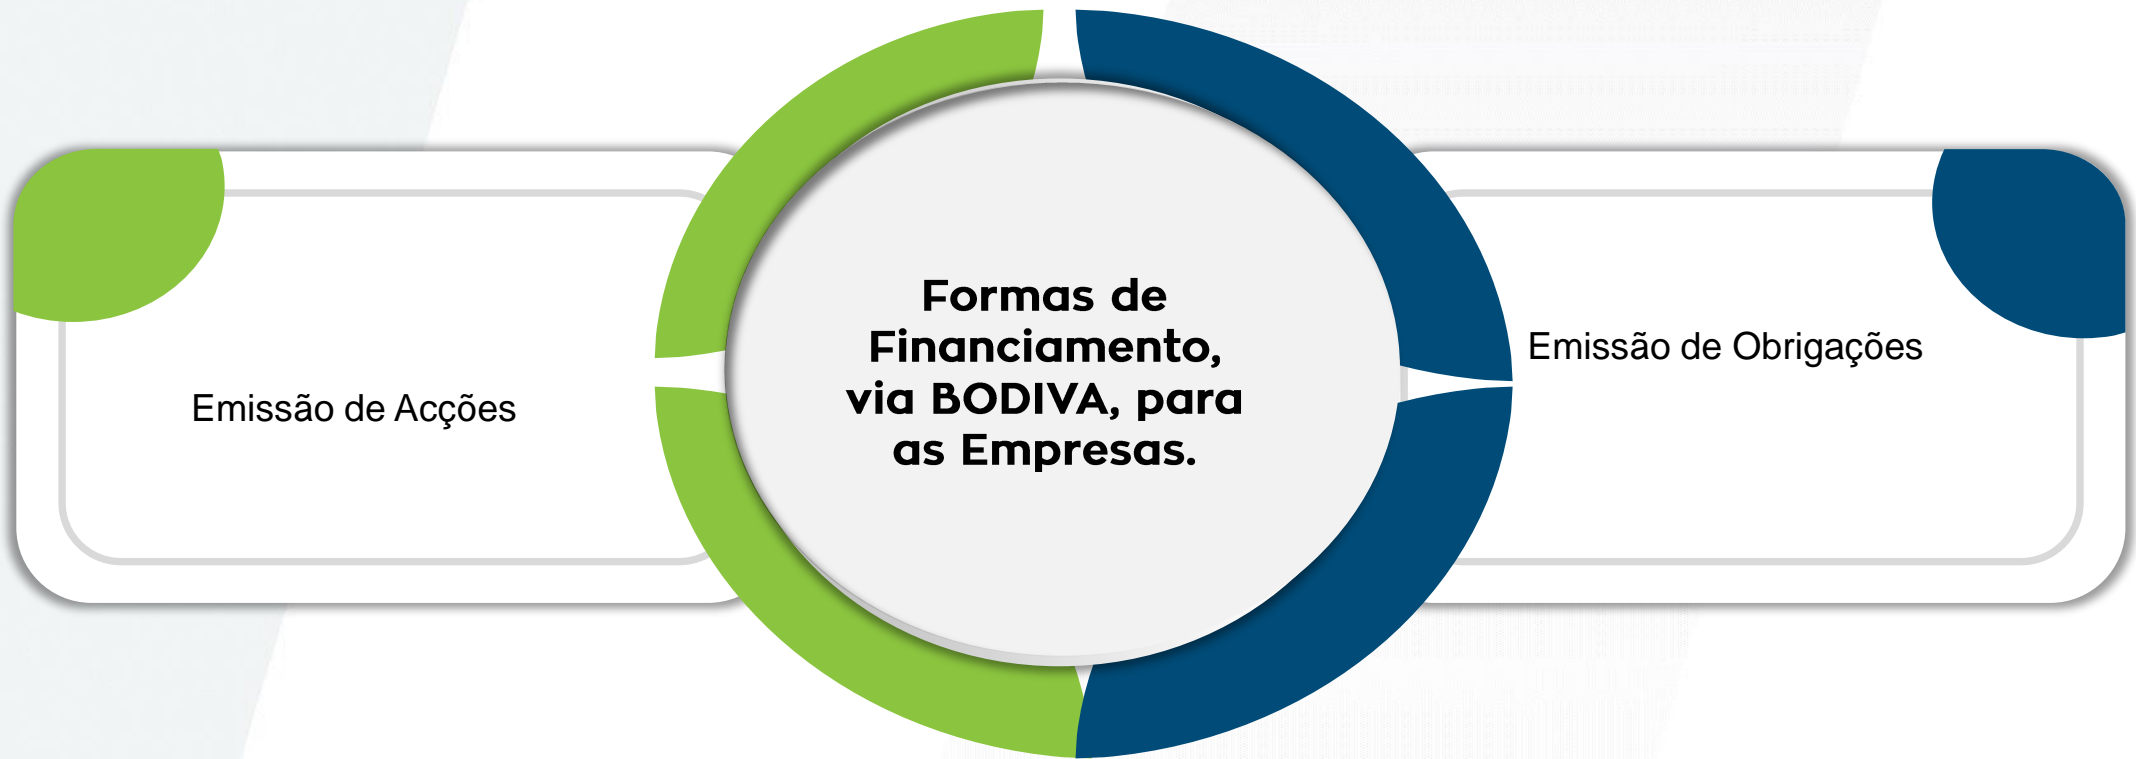 Emissão de Acções
Formas de
Financiamento,
via BODIVA, para
as Empresas.
Emissão de Obrigações